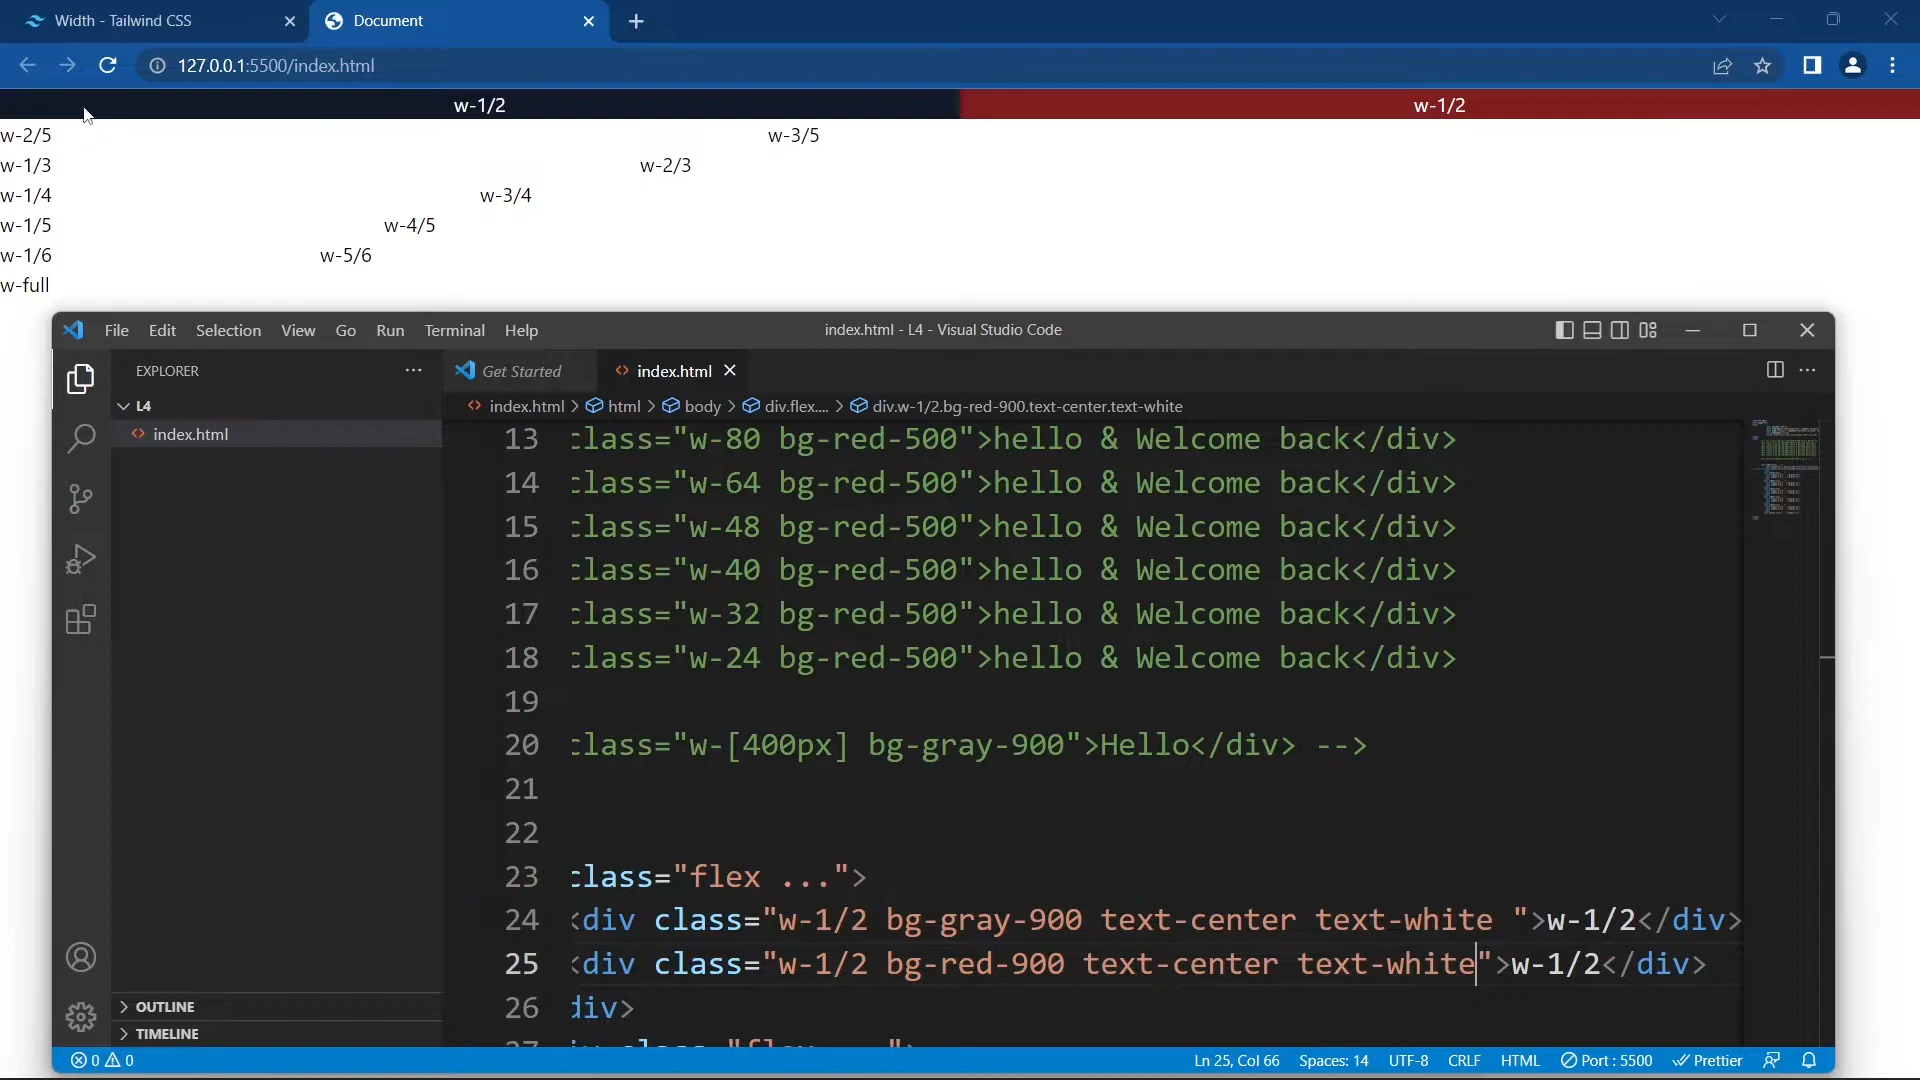 Width - Tailwind CSS
Document
127.0.0.1:5500/index.html
w-1/2 w-1/2
w-2/5 w-3/5
w-1/3 w-2/3
w-1/4 w-3/4
w-1/5 w-4/5
w-1/6 w-5/6
w-full
File Edit Selection View Go Run Terminal Help
index.html - L4 - Visual Studio Code
EXPLORER
L4
index.html
OUTLINE
TIMELINE
Get Started
index.html
index.html > html > body > div.flex.... > div.w-1/2.bg-red-900.text-center.text-white
13 class="w-80 bg-red-500">hello & Welcome back</div>
14 class="w-64 bg-red-500">hello & Welcome back</div>
15 class="w-48 bg-red-500">hello & Welcome back</div>
16 class="w-40 bg-red-500">hello & Welcome back</div>
17 class="w-32 bg-red-500">hello & Welcome back</div>
18 class="w-24 bg-red-500">hello & Welcome back</div>
19
20 class="w-[400px] bg-gray-900">Hello</div> -->
21
22
23 class="flex ...">
24 <div class="w-1/2 bg-gray-900 text-center text-white ">w-1/2</div>
25 <div class="w-1/2 bg-red-900 text-center text-white">w-1/2</div>
26 div>
0 0
Ln 25, Col 66 Spaces: 14 UTF-8 CRLF HTML Port : 5500 Prettier